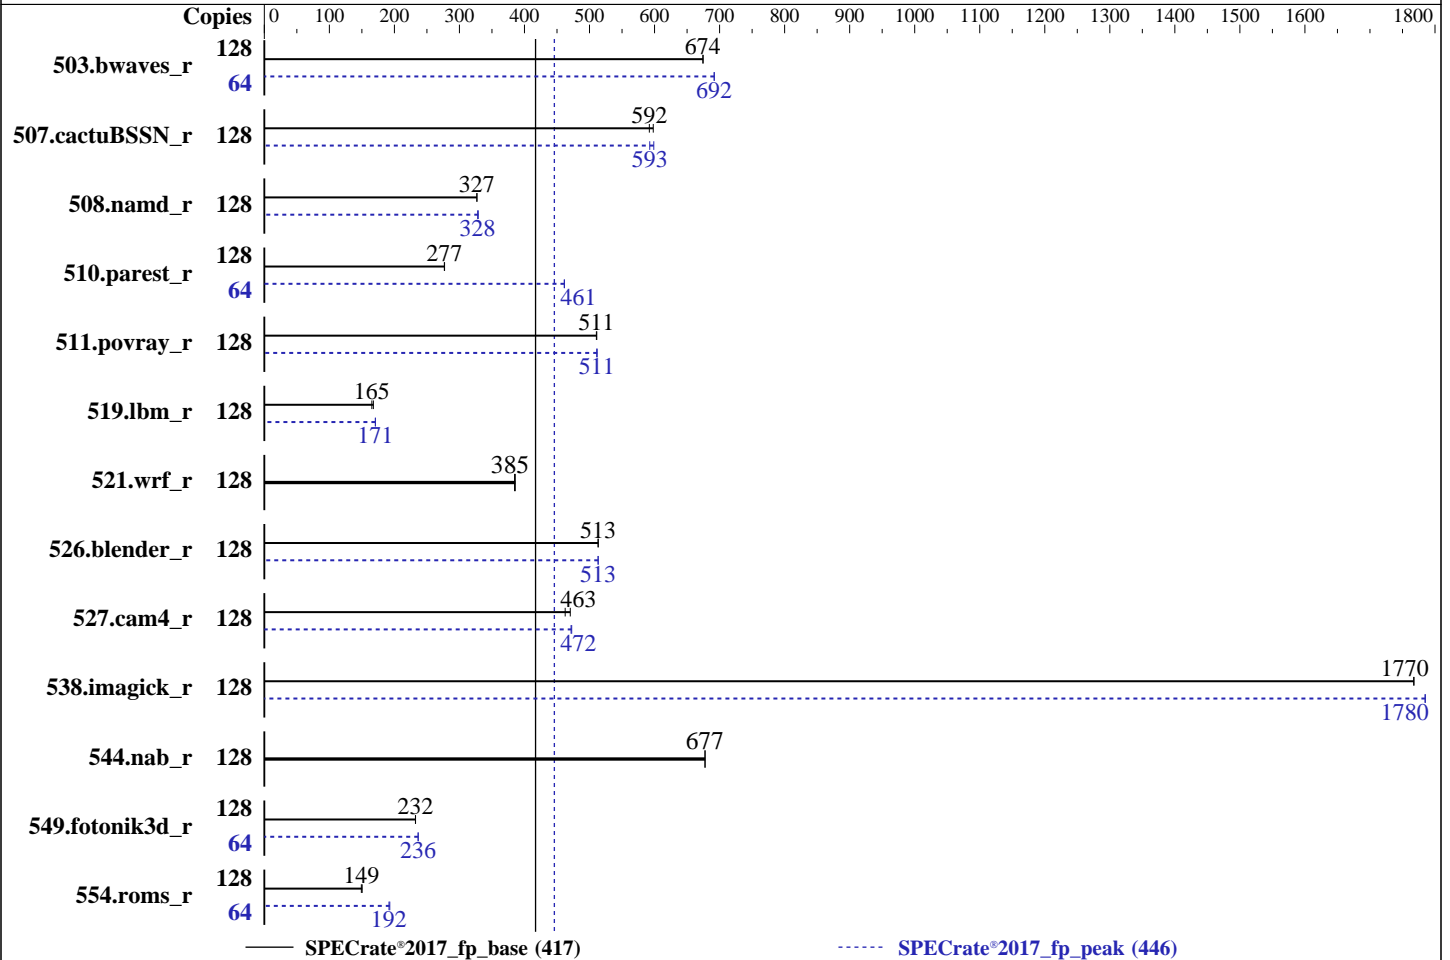 Copies 0 100 200 300 400 500 600 700 800 900 1000 1100 1200 1300 1400 1500 1600 1800
503.bwaves_r 128 674
64 692
507.cactuBSSN_r 128 592
593
508.namd_r 128 327
328
510.parest_r 128 277
64 461
511.povray_r 128 511
511
519.lbm_r 128 165
171
521.wrf_r 128 385
526.blender_r 128 513
513
527.cam4_r 128 463
472
538.imagick_r 128 1770
1780
544.nab_r 128 677
549.fotonik3d_r 128 232
64 236
554.roms_r 128 149
64 192
SPECrate®2017_fp_base (417) SPECrate®2017_fp_peak (446)